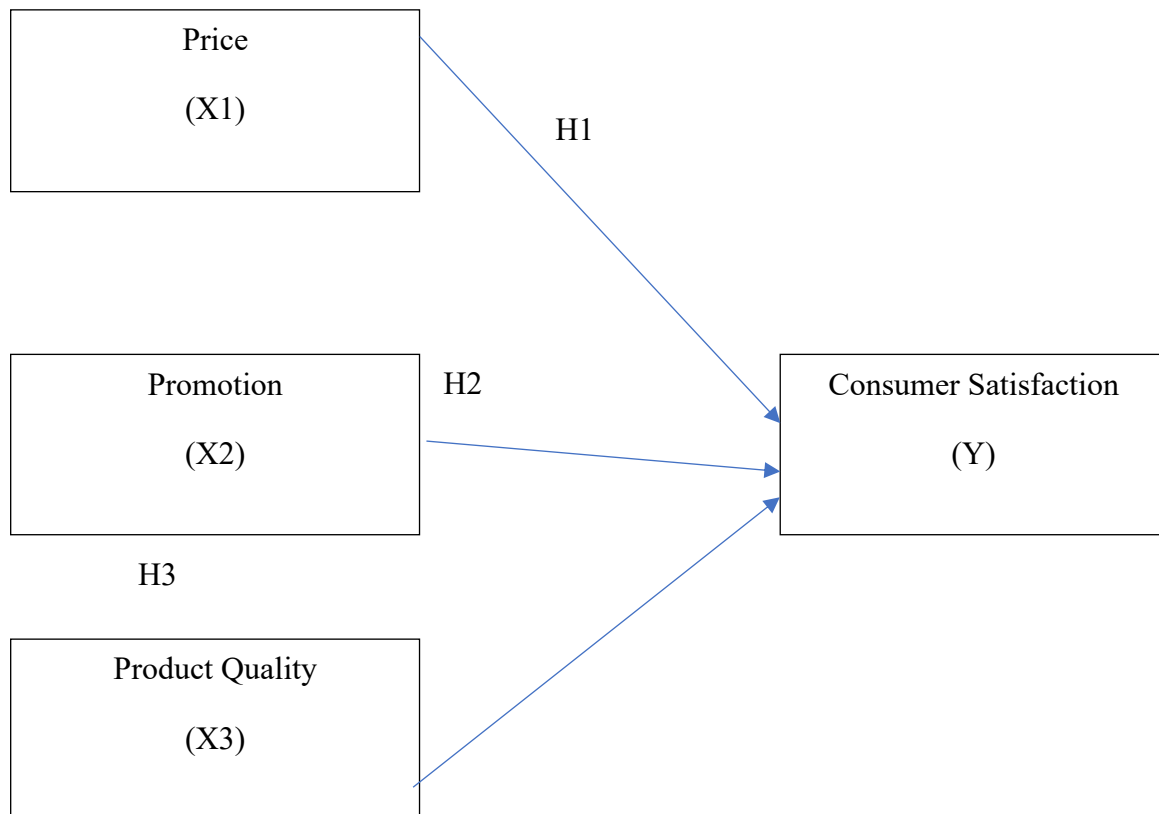 Price
(X1)
H1
Promotion
(X2)
H2
Consumer Satisfaction
(Y)
H3
Product Quality
(X3)